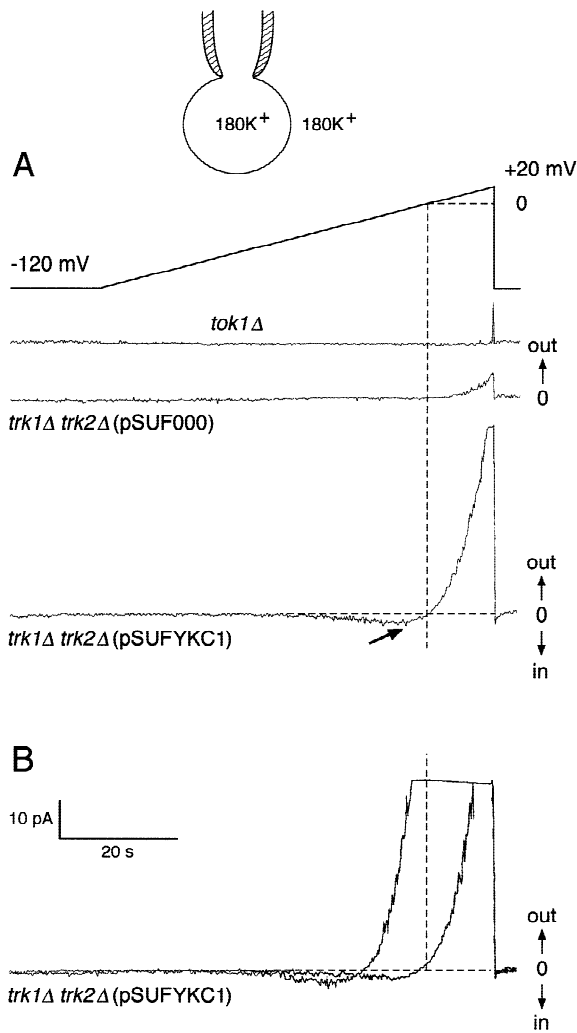 180K+ 180K+
A
+20 mV
0
-120 mV
tok1Δ
out
0
trk1Δ trk2Δ (pSUF000)
out
0
trk1Δ trk2Δ (pSUFYKC1)
in
B
10 pA
20 s
out
0
trk1Δ trk2Δ (pSUFYKC1)
in